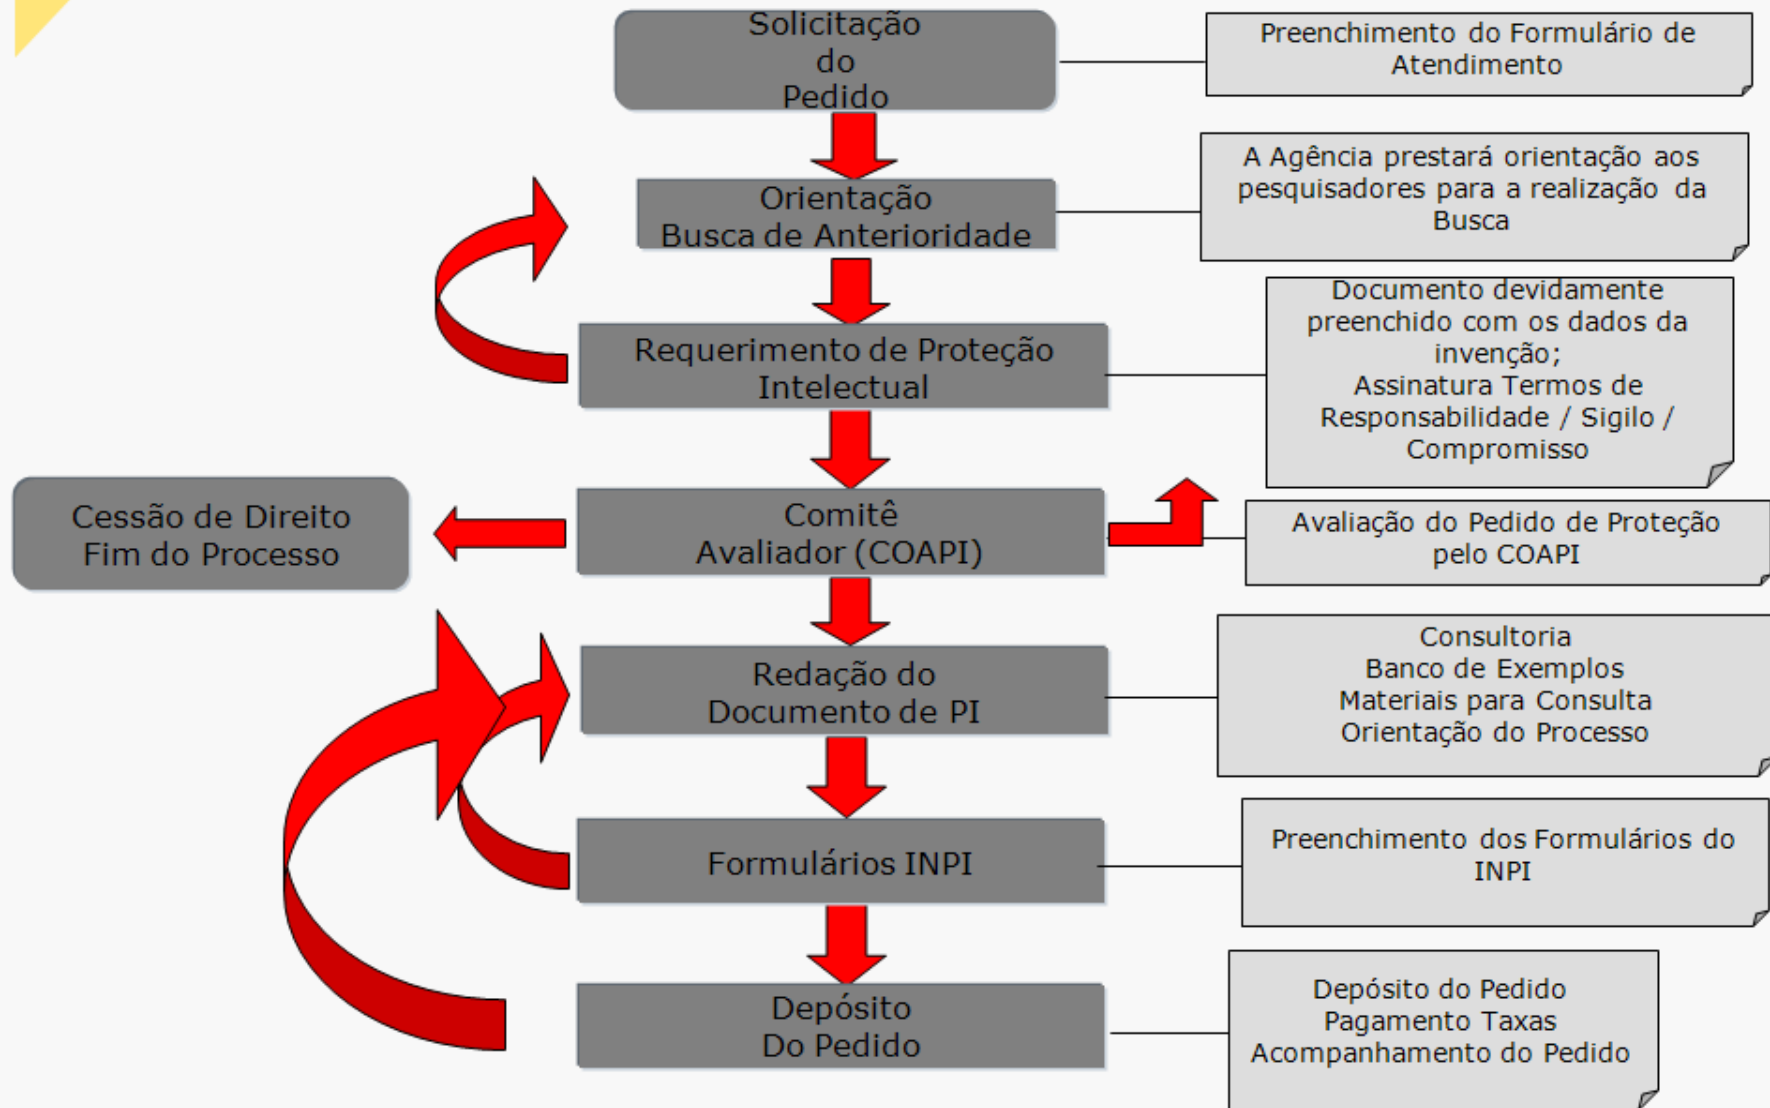 Solicitação
do
Pedido
Preenchimento do Formulário de
Atendimento
Orientação
Busca de Anterioridade
A Agência prestará orientação aos
pesquisadores para a realização da
Busca
Requerimento de Proteção
Intelectual
Documento devidamente
preenchido com os dados da
invenção;
Assinatura Termos de
Responsabilidade / Sigilo /
Compromisso
Cessão de Direito
Fim do Processo
Comitê
Avaliador (COAPI)
Avaliação do Pedido de Proteção
pelo COAPI
Redação do
Documento de PI
Consultoria
Banco de Exemplos
Materiais para Consulta
Orientação do Processo
Formulários INPI
Preenchimento dos Formulários do
INPI
Depósito
Do Pedido
Depósito do Pedido
Pagamento Taxas
Acompanhamento do Pedido